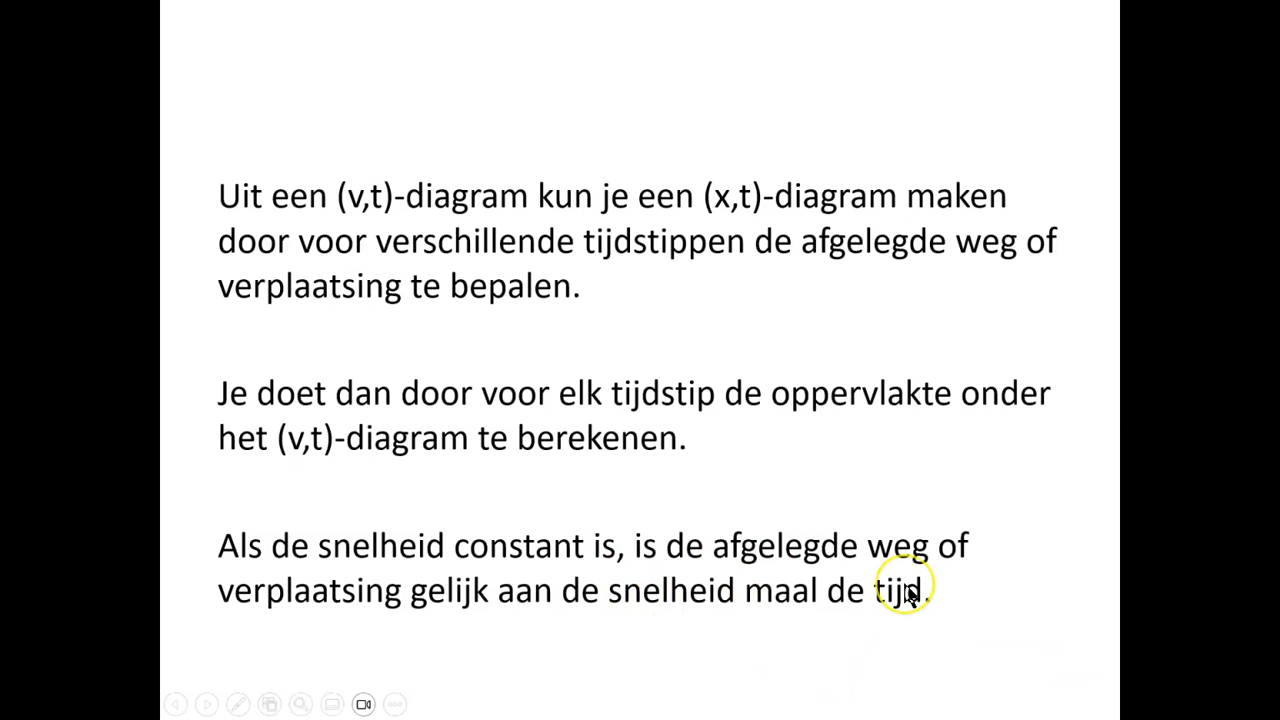 Uit een (v,t)-diagram kun je een (x,t)-diagram maken
door voor verschillende tijdstippen de afgelegde weg of
verplaatsing te bepalen.
Je doet dan door voor elk tijdstip de oppervlakte onder
het (v,t)-diagram te berekenen.
Als de snelheid constant is, is de afgelegde weg of
verplaatsing gelijk aan de snelheid maal de tijd.